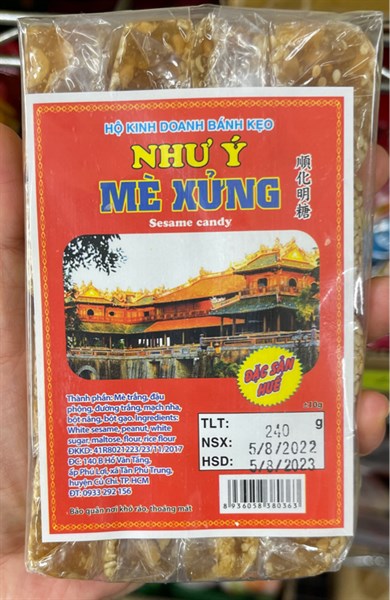 HỘ KINH DOANH BÁNH KẸO
NHƯ Ý
MÈ XỬNG
Sesame candy
順化明糖
ĐẶC SẢN
HUẾ
Thành phần: Mè trắng, đậu
phộng, đường trắng, mạch nha,
bột năng, bột gạo. Ingredients:
White sesame, peanut, white
sugar, maltose, flour, rice flour
ĐKKD: 41R8021223/23/11/2017
ĐC: 140 B Hồ Văn Tắng,
ấp Phú Lợi, xã Tân Phú Trung,
huyện Củ Chi, TP.HCM
ĐT: 0933 292 156
- Bảo quản nơi khô ráo, thoáng mát
±10g
TLT: 240 g
NSX: 5/8/2022
HSD: 5/8/2023
8 936058 380363